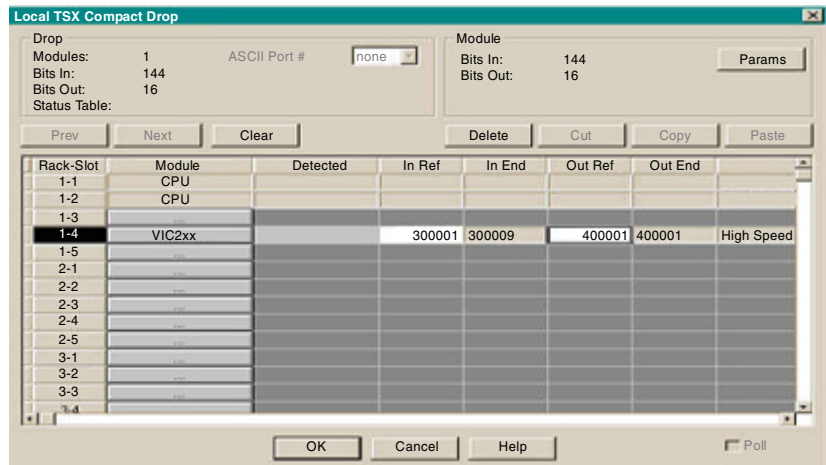 Local TSX Compact Drop
Drop
Modules: 1 ASCII Port # none
Bits In: 144
Bits Out: 16
Status Table:
Module
Bits In: 144
Bits Out: 16
Params
Prev Next Clear Delete Cut Copy Paste
Rack-Slot Module Detected In Ref In End Out Ref Out End
1-1 CPU
1-2 CPU
1-3 ...
1-4 VIC2xx 300001 300009 400001 400001 High Speed
1-5 ...
2-1 ...
2-2 ...
2-3 ...
2-4 ...
2-5 ...
3-1 ...
3-2 ...
3-3 ...
3-4 ...
OK Cancel Help Poll